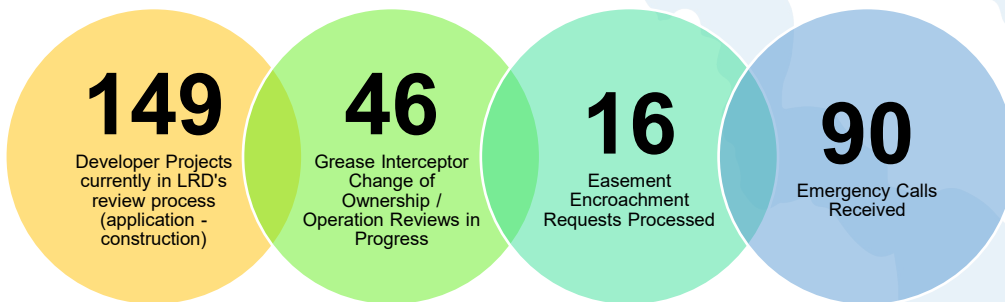 149
Developer Projects
currently in LRD's
review process
(application -
construction)
46
Grease Interceptor
Change of
Ownership /
Operation Reviews in
Progress
16
Easement
Encroachment
Requests Processed
90
Emergency Calls
Received